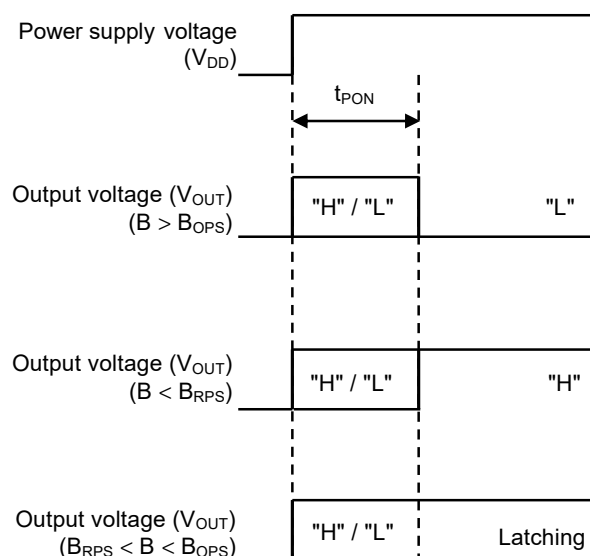 Power supply voltage
(VDD)
tPON
Output voltage (VOUT)
(B > BOPS)
"H" / "L"
"L"
Output voltage (VOUT)
(B < BRPS)
"H" / "L"
"H"
Output voltage (VOUT)
(BRPS < B < BOPS)
"H" / "L"
Latching